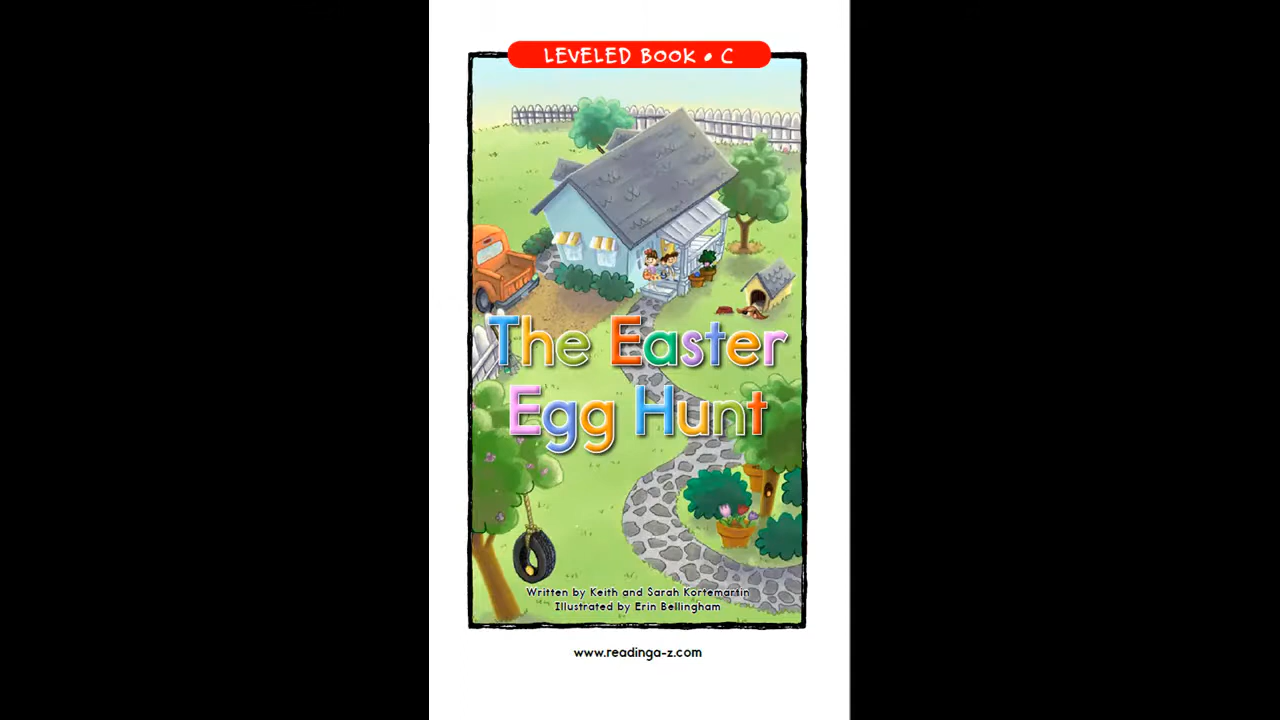 LEVELED BOOK • C
The Easter
Egg Hunt
Written by Keith and Sarah Kortemartin
Illustrated by Erin Bellingham
www.readinga-z.com